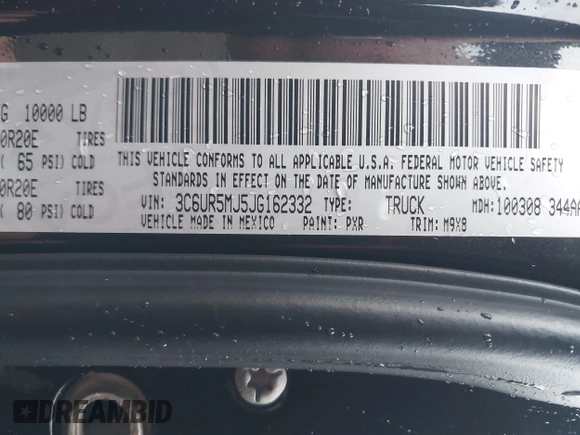 G 10000 LB
0R20E TIRES
( 65 PSI) COLD
0R20E TIRES
( 80 PSI) COLD
THIS VEHICLE CONFORMS TO ALL APPLICABLE U.S.A. FEDERAL MOTOR VEHICLE SAFETY
STANDARDS IN EFFECT ON THE DATE OF MANUFACTURE SHOWN ABOVE.
VIN: 3C6UR5MJ5JG162332 TYPE: TRUCK MDH: 100308 344AA
VEHICLE MADE IN MEXICO PAINT: PXR TRIM: M9X8
DREAMBID